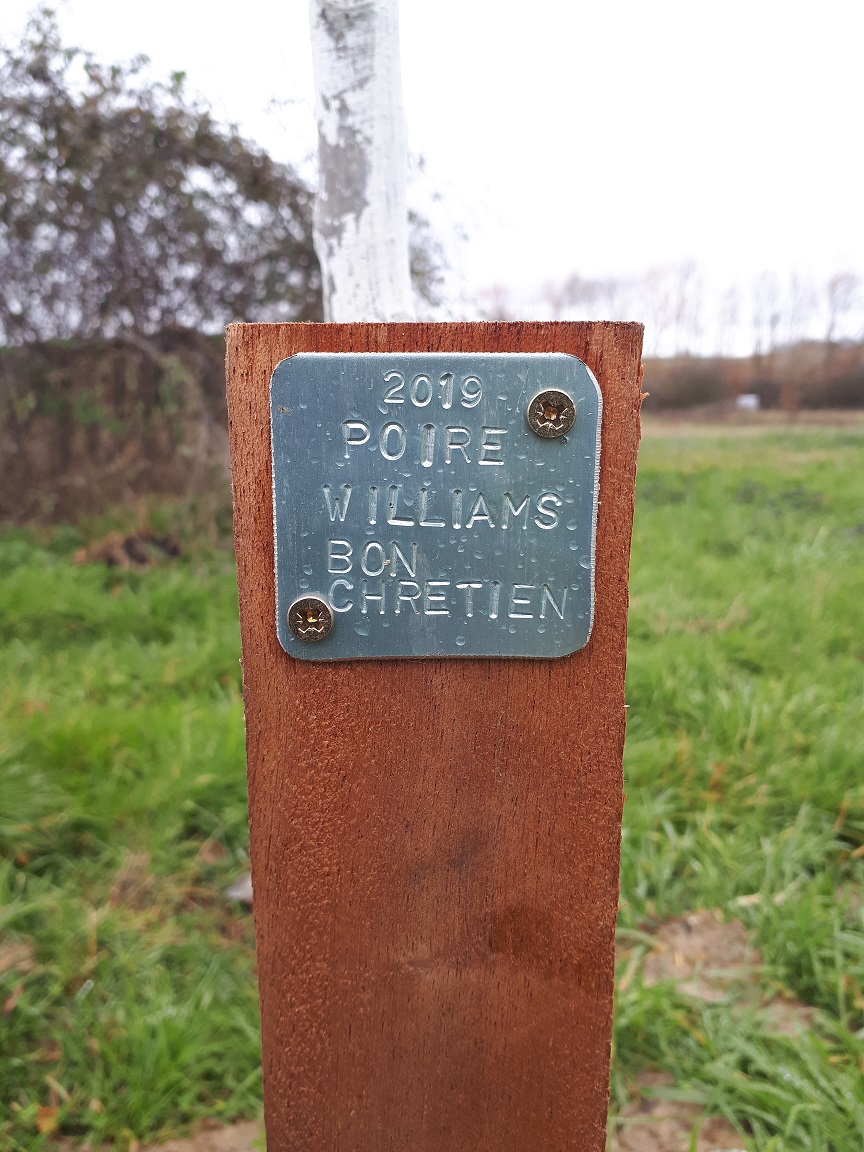 2019
POIRE
WILLIAMS
BON
CHRETIEN